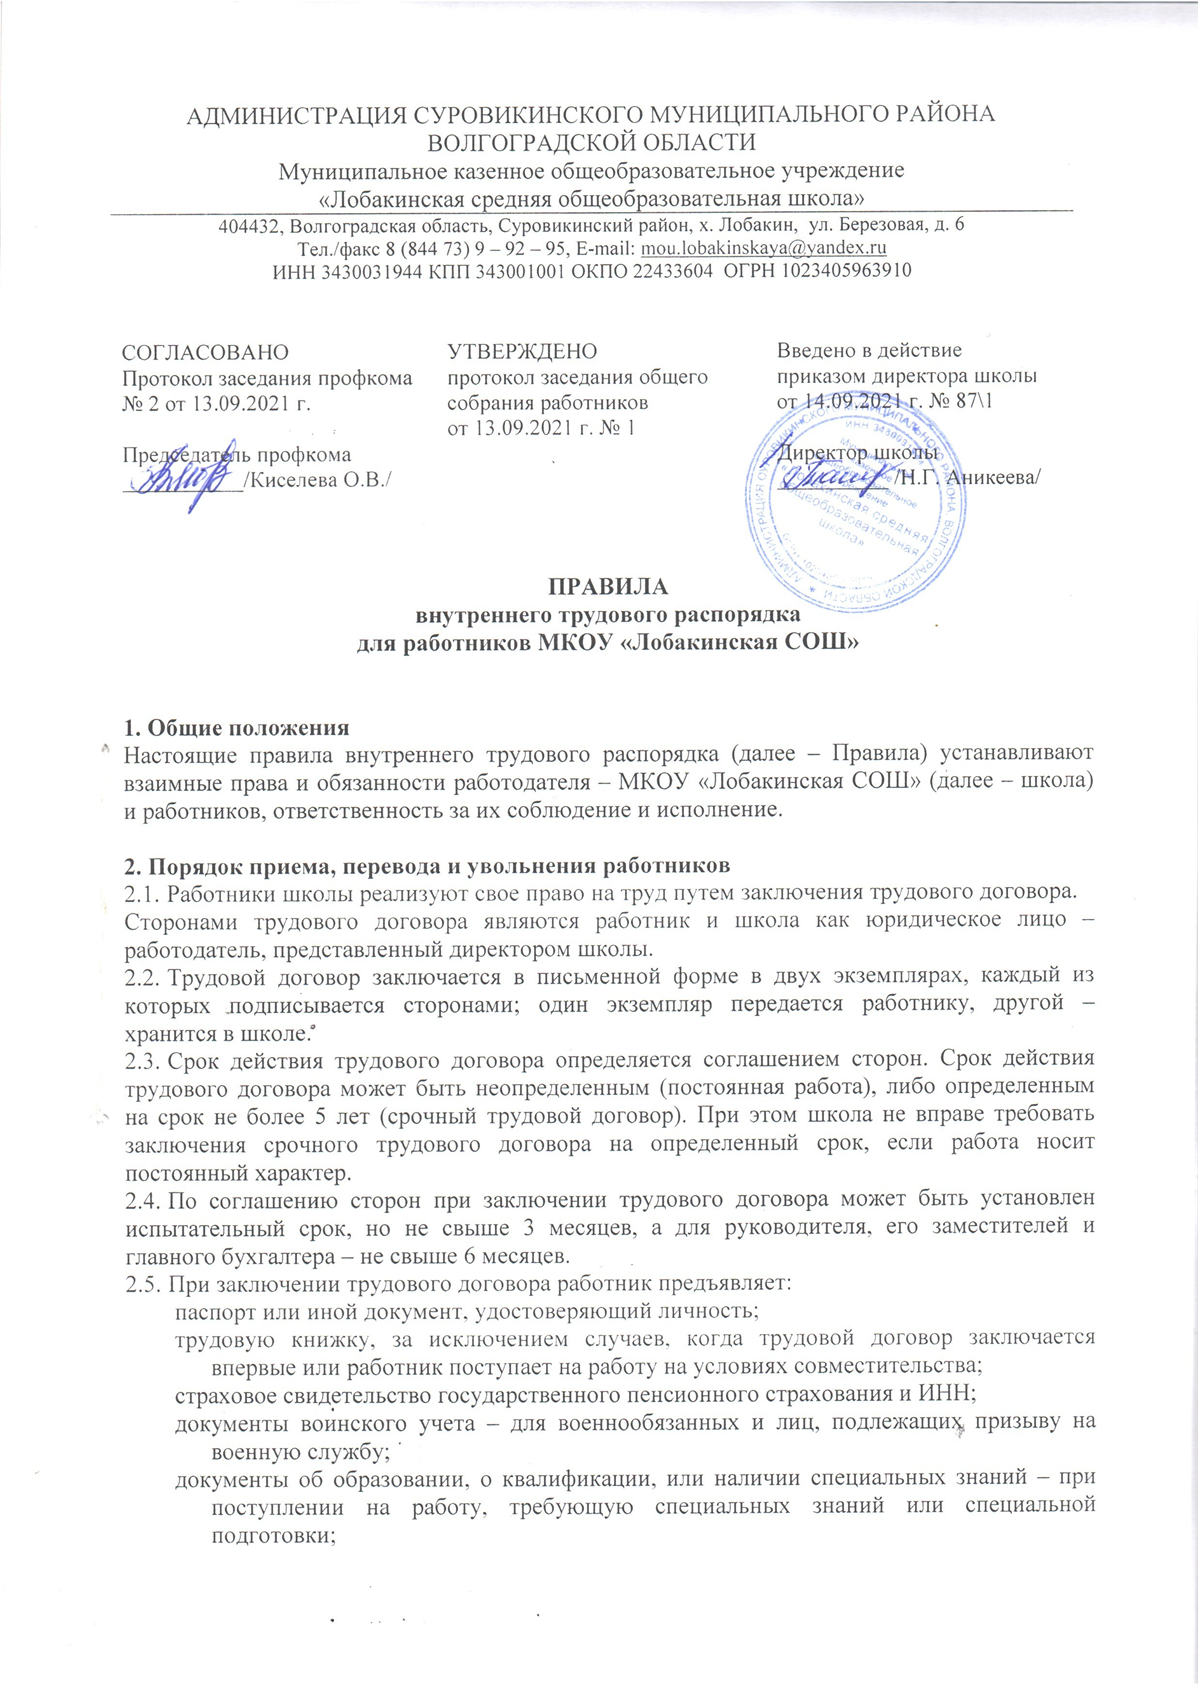 АДМИНИСТРАЦИЯ СУРОВИКИНСКОГО МУНИЦИПАЛЬНОГО РАЙОНА
ВОЛГОГРАДСКОЙ ОБЛАСТИ
Муниципальное казенное общеобразовательное учреждение
«Лобакинская средняя общеобразовательная школа»
404432, Волгоградская область, Суровикинский район, х. Лобакин, ул. Березовая, д. 6
Тел./факс 8 (844 73) 9 – 92 – 95, E-mail: mou.lobakinskaya@yandex.ru
ИНН 3430031944 КПП 343001001 ОКПО 22433604 ОГРН 1023405963910
СОГЛАСОВАНО
Протокол заседания профкома
№ 2 от 13.09.2021 г.
Председатель профкома
/Киселева О.В./
УТВЕРЖДЕНО
протокол заседания общего
собрания работников
от 13.09.2021 г. № 1
Введено в действие
приказом директора школы
от 14.09.2021 г. № 87\1
Директор школы
/Н.Г. Аникеева/
АДМИНИСТРАЦИЯ СУРОВИКИНСКОГО МУНИЦИПАЛЬНОГО РАЙОНА ВОЛГОГРАДСКОЙ ОБЛАСТИ
средняя
общеобразовательная
школа»
ПРАВИЛА
внутреннего трудового распорядка
для работников МКОУ «Лобакинская СОШ»
1. Общие положения
Настоящие правила внутреннего трудового распорядка (далее – Правила) устанавливают
взаимные права и обязанности работодателя – МКОУ «Лобакинская СОШ» (далее – школа)
и работников, ответственность за их соблюдение и исполнение.
2. Порядок приема, перевода и увольнения работников
2.1. Работники школы реализуют свое право на труд путем заключения трудового договора.
Сторонами трудового договора являются работник и школа как юридическое лицо –
работодатель, представленный директором школы.
2.2. Трудовой договор заключается в письменной форме в двух экземплярах, каждый из
которых подписывается сторонами; один экземпляр передается работнику, другой –
хранится в школе.
2.3. Срок действия трудового договора определяется соглашением сторон. Срок действия
трудового договора может быть неопределенным (постоянная работа), либо определенным
на срок не более 5 лет (срочный трудовой договор). При этом школа не вправе требовать
заключения срочного трудового договора на определенный срок, если работа носит
постоянный характер.
2.4. По соглашению сторон при заключении трудового договора может быть установлен
испытательный срок, но не свыше 3 месяцев, а для руководителя, его заместителей и
главного бухгалтера – не свыше 6 месяцев.
2.5. При заключении трудового договора работник предъявляет:
паспорт или иной документ, удостоверяющий личность;
трудовую книжку, за исключением случаев, когда трудовой договор заключается
впервые или работник поступает на работу на условиях совместительства;
страховое свидетельство государственного пенсионного страхования и ИНН;
документы воинского учета – для военнообязанных и лиц, подлежащих призыву на
военную службу;
документы об образовании, о квалификации, или наличии специальных знаний – при
поступлении на работу, требующую специальных знаний или специальной
подготовки;